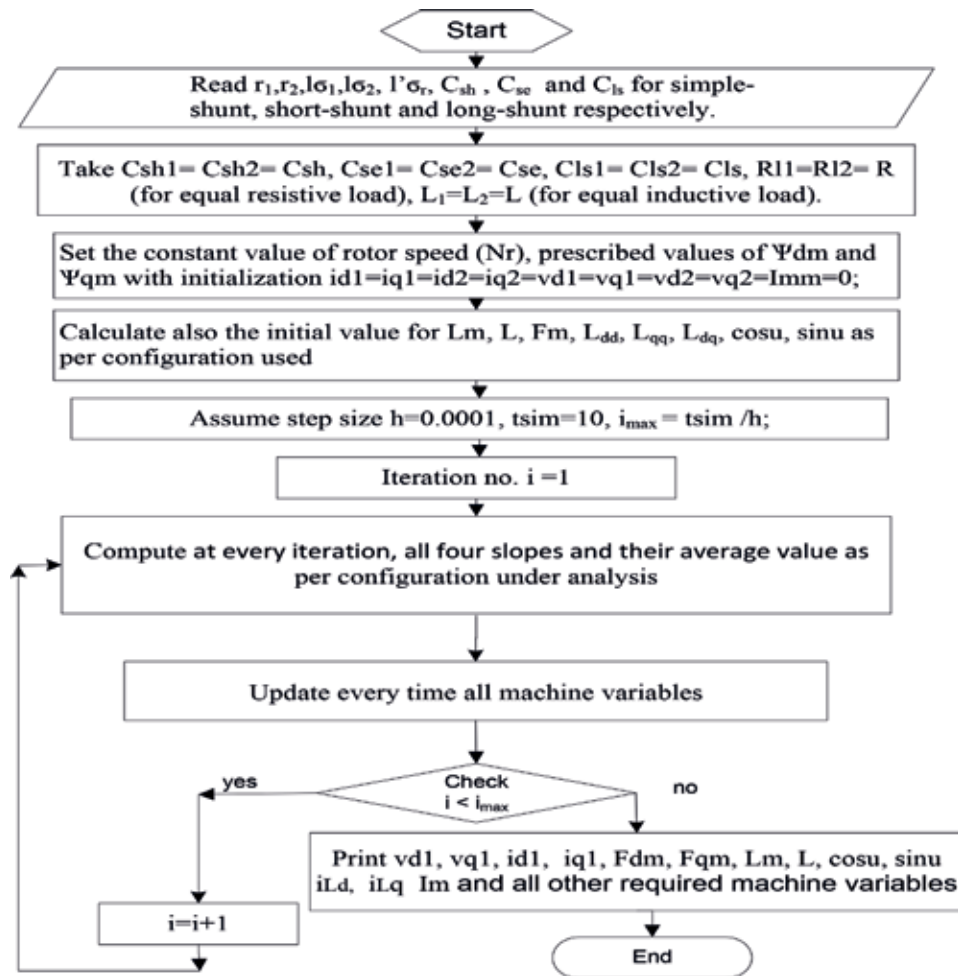 Start
Read r₁,r₂,lσ₁,lσ₂, l'σᵣ, Cₛₕ , Cₛₑ and Cₗₛ for simple-
shunt, short-shunt and long-shunt respectively.
Take Csh1= Csh2= Csh, Cse1= Cse2= Cse, Cls1= Cls2= Cls, Rl1=Rl2= R
(for equal resistive load), L₁=L₂=L (for equal inductive load).
Set the constant value of rotor speed (Nr), prescribed values of Ψdm and
Ψqm with initialization id1=iq1=id2=iq2=vd1=vq1=vd2=vq2=Imm=0;
Calculate also the initial value for Lm, L, Fm, L_dd, L_qq, L_dq, cosu, sinu as
per configuration used
Assume step size h=0.0001, tsim=10, i_max = tsim /h;
Iteration no. i =1
Compute at every iteration, all four slopes and their average value as
per configuration under analysis
Update every time all machine variables
yes
Check
no
i < i_max
Print vd1, vq1, id1, iq1, Fdm, Fqm, Lm, L, cosu, sinu
iLd, iLq Im and all other required machine variables
i=i+1
End